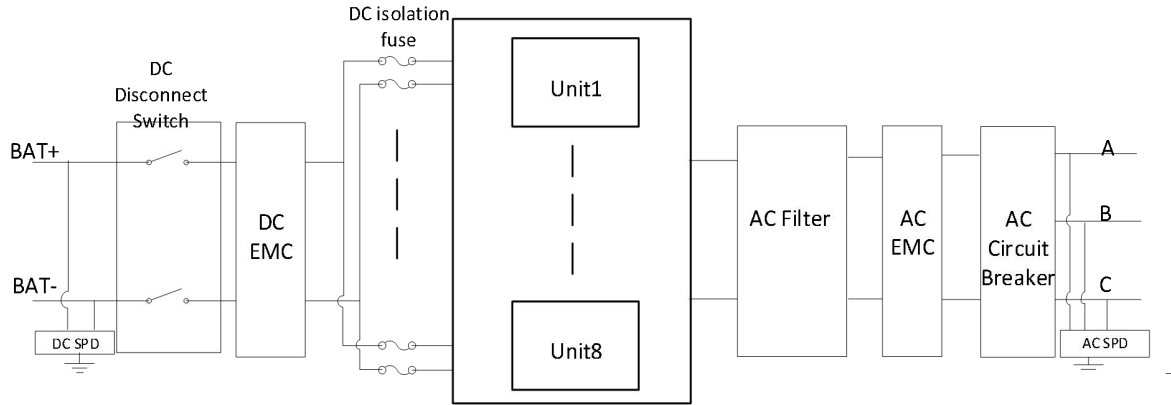 DC isolation
fuse
DC
Disconnect
Switch
BAT+
BAT-
DC SPD
DC
EMC
Unit1
Unit8
AC Filter
AC
EMC
AC
Circuit
Breaker
A
B
C
AC SPD